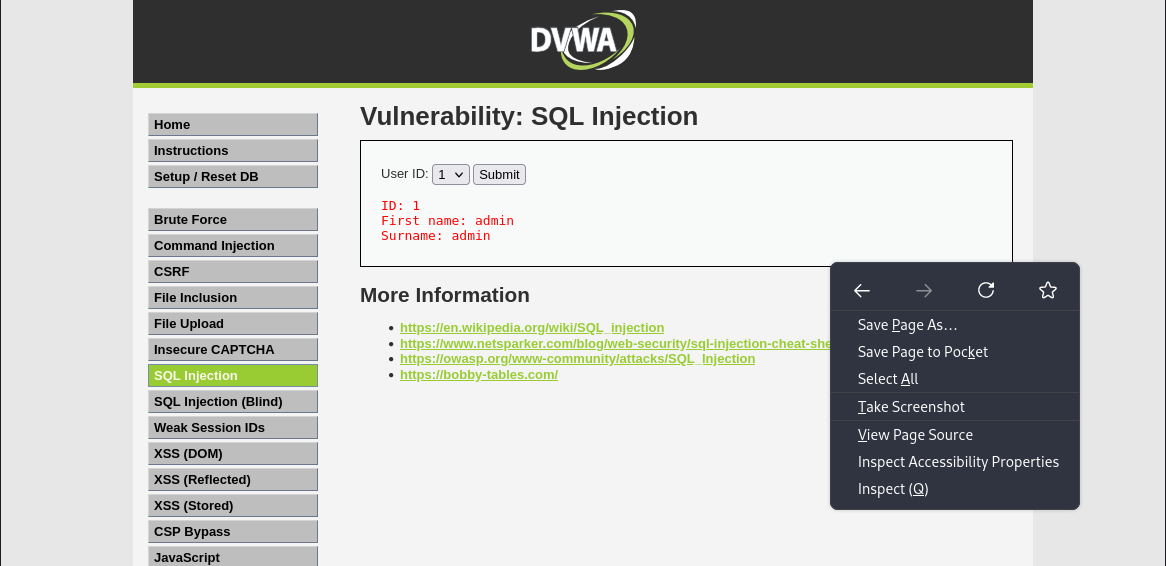 DVWA
Home
Instructions
Setup / Reset DB
Brute Force
Command Injection
CSRF
File Inclusion
File Upload
Insecure CAPTCHA
SQL Injection
SQL Injection (Blind)
Weak Session IDs
XSS (DOM)
XSS (Reflected)
XSS (Stored)
CSP Bypass
JavaScript
Vulnerability: SQL Injection
User ID: 1 Submit
ID: 1
First name: admin
Surname: admin
More Information
https://en.wikipedia.org/wiki/SQL_injection
https://www.netsparker.com/blog/web-security/sql-injection-cheat-she
https://owasp.org/www-community/attacks/SQL_Injection
https://bobby-tables.com/
Save Page As…
Save Page to Pocket
Select All
Take Screenshot
View Page Source
Inspect Accessibility Properties
Inspect (Q)